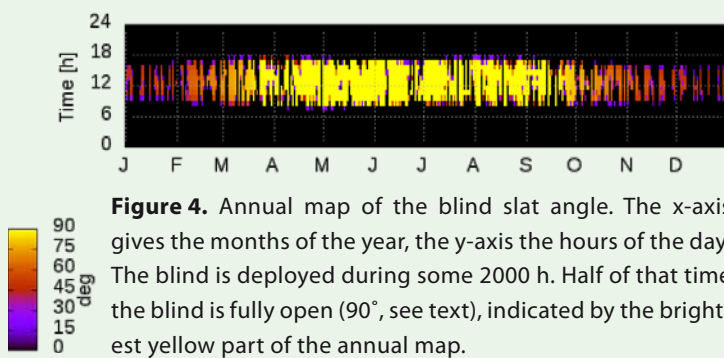 24
18
12
6
0
Time [h]
J F M A M J J A S O N D
Figure 4. Annual map of the blind slat angle. The x-axis
gives the months of the year, the y-axis the hours of the day
The blind is deployed during some 2000 h. Half of that time
the blind is fully open (90˚, see text), indicated by the bright
est yellow part of the annual map.
90
75
60
45
30
15
0
deg